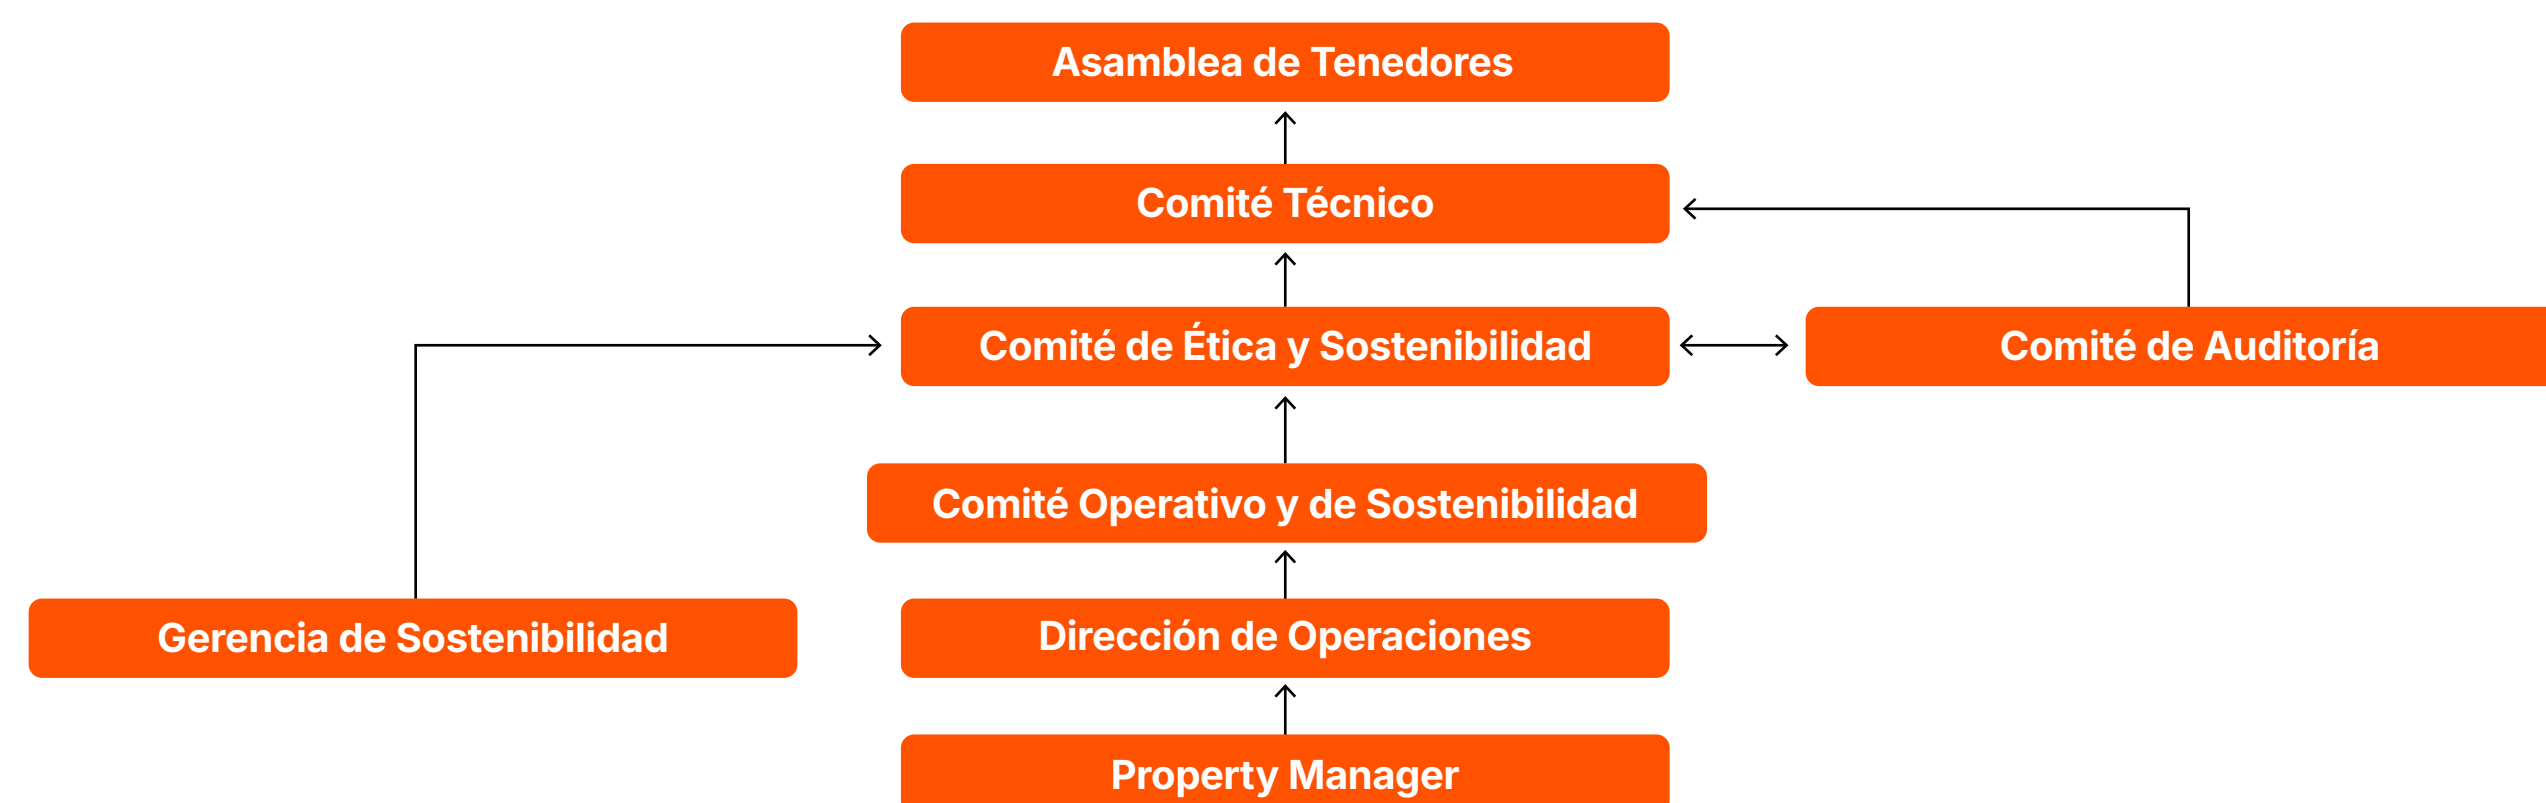 Asamblea de Tenedores
Comité Técnico
Comité de Ética y Sostenibilidad
Comité de Auditoría
Comité Operativo y de Sostenibilidad
Gerencia de Sostenibilidad
Dirección de Operaciones
Property Manager